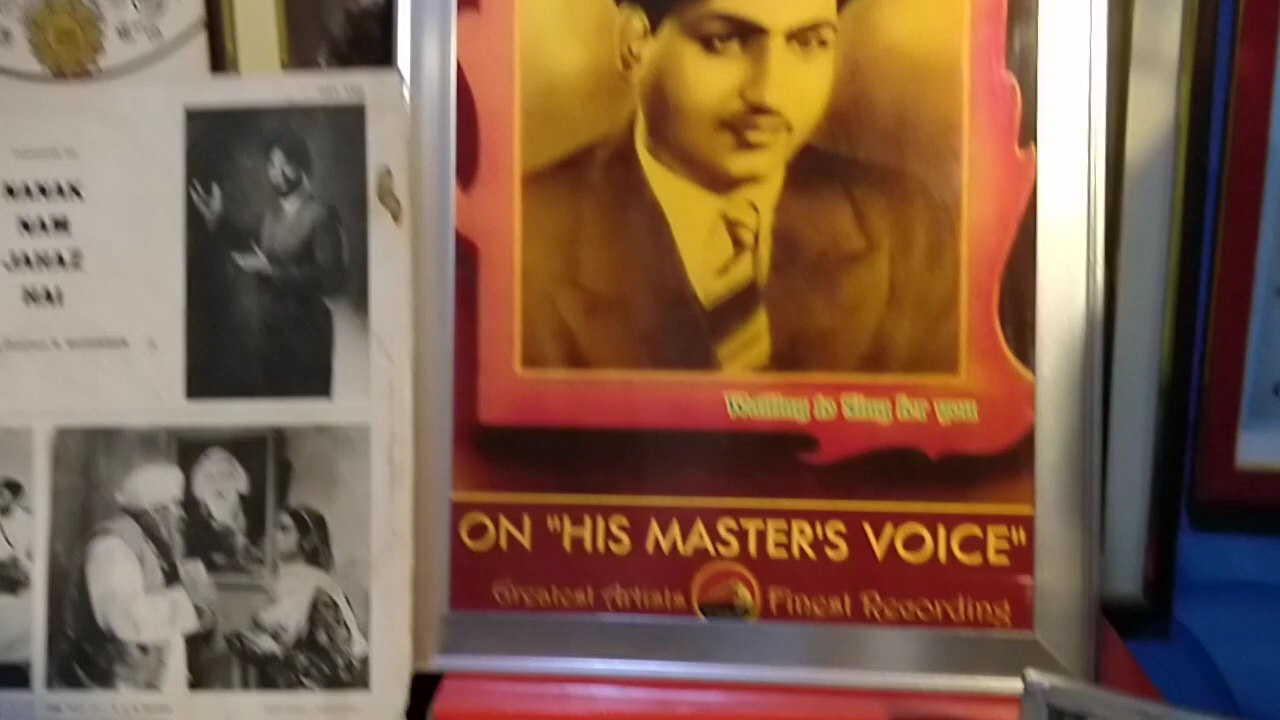 NANAK
NAM
JAHAZ
HAI
Waiting to Sing for you
ON "HIS MASTER'S VOICE"
Greatest Artists Finest Recording